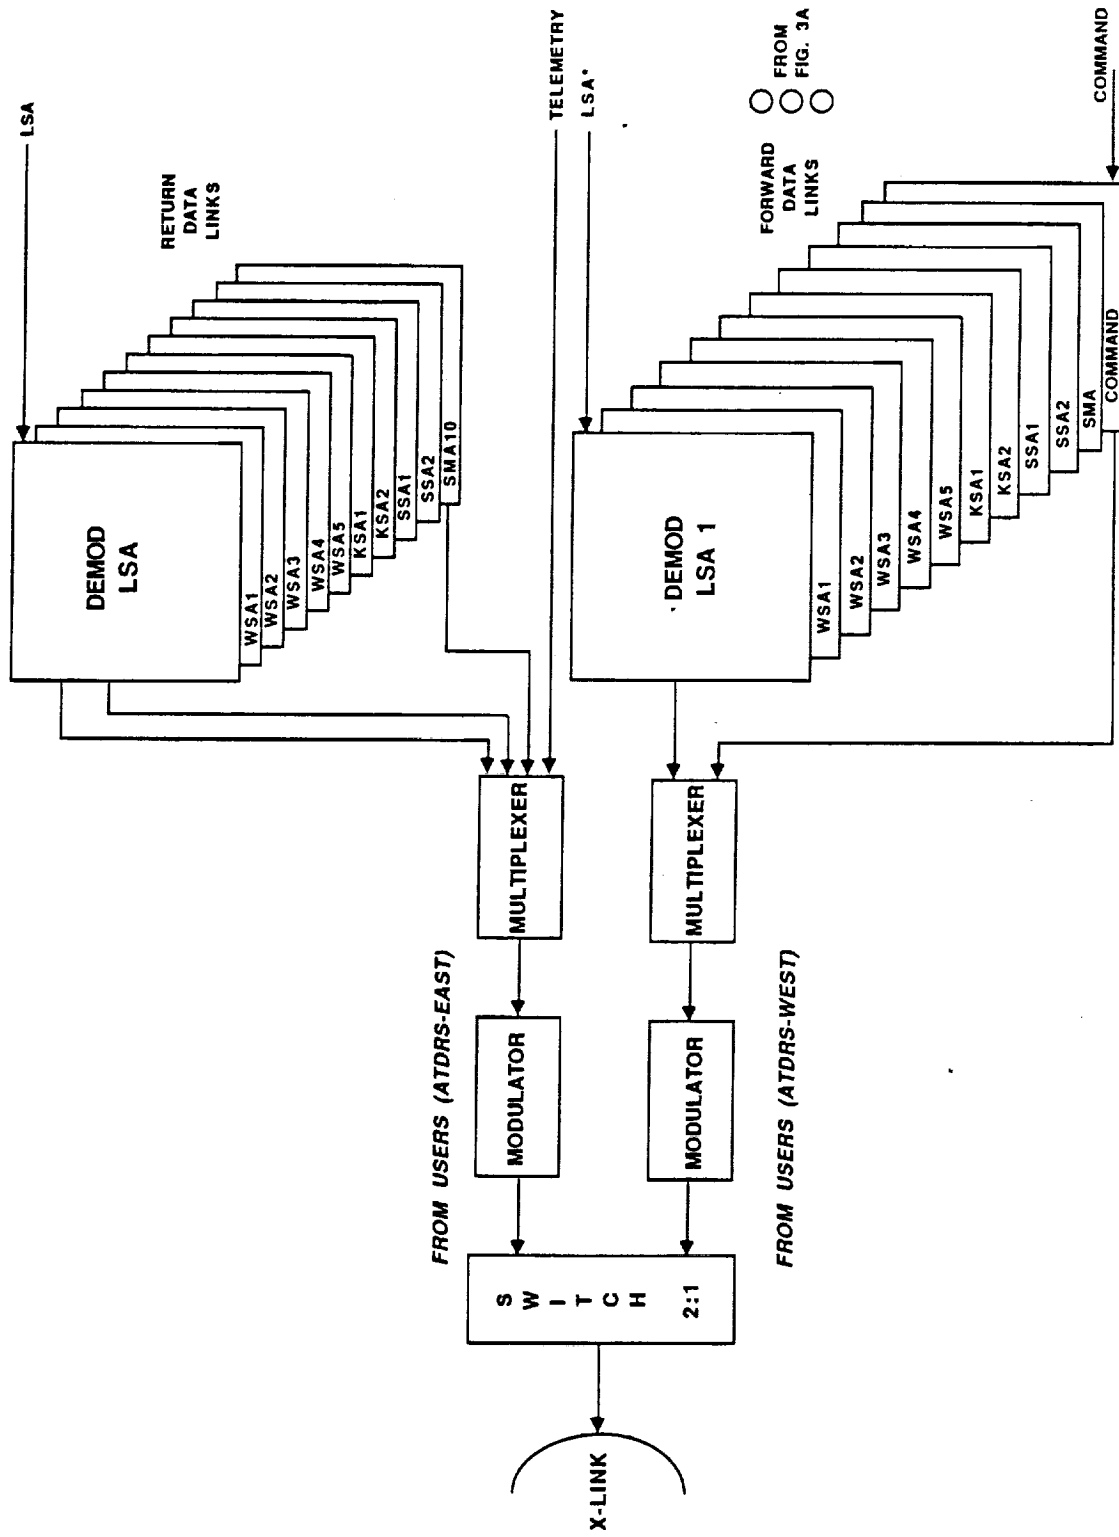 LSA
RETURN
DATA
LINKS
DEMOD
LSA
WSA1
WSA2
WSA3
WSA4
WSA5
KSA1
KSA2
SSA1
SSA2
SMA10
TELEMETRY
LSA*
FROM
FIG. 3A
FORWARD
DATA
LINKS
DEMOD
LSA 1
WSA1
WSA2
WSA3
WSA4
WSA5
KSA1
KSA2
SSA1
SSA2
SMA
COMMAND
COMMAND
MULTIPLEXER
MULTIPLEXER
FROM USERS (ATDRS-EAST)
MODULATOR
MODULATOR
FROM USERS (ATDRS-WEST)
SWITCH 2:1
X-LINK